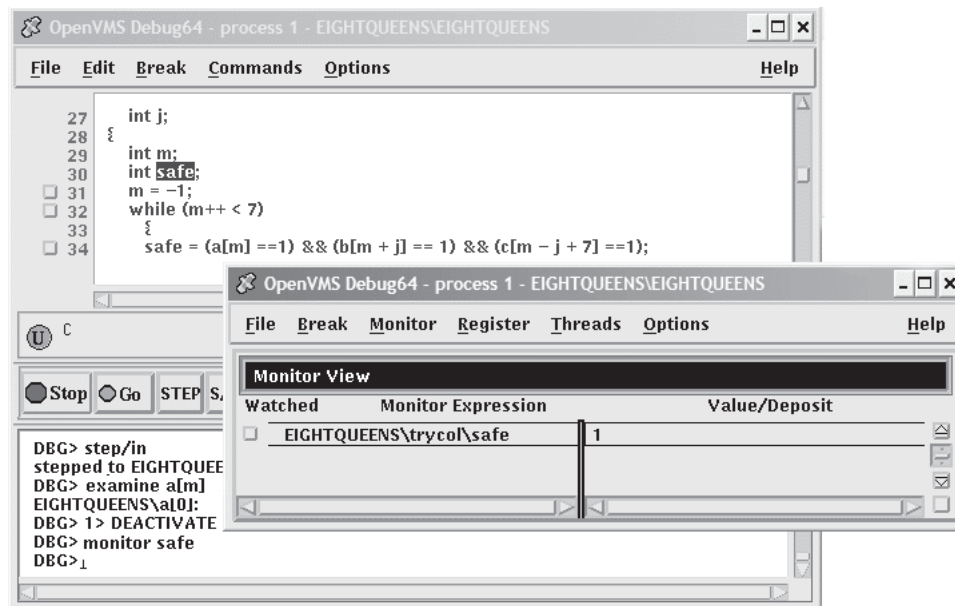 OpenVMS Debug64 - process 1 - EIGHTQUEENS\EIGHTQUEENS
File Edit Break Commands Options Help
27 int j;
28 {
29 int m;
30 int safe;
31 m = -1;
32 while (m++ < 7)
33 {
34 safe = (a[m] ==1) && (b[m + j] == 1) && (c[m - j + 7] ==1);
U C
Stop Go STEP S
DBG> step/in
stepped to EIGHTQUEE
DBG> examine a[m]
EIGHTQUEENS\a[0]:
DBG> 1> DEACTIVATE
DBG> monitor safe
DBG>
OpenVMS Debug64 - process 1 - EIGHTQUEENS\EIGHTQUEENS
File Break Monitor Register Threads Options Help
Monitor View
Watched Monitor Expression Value/Deposit
EIGHTQUEENS\trycol\safe 1